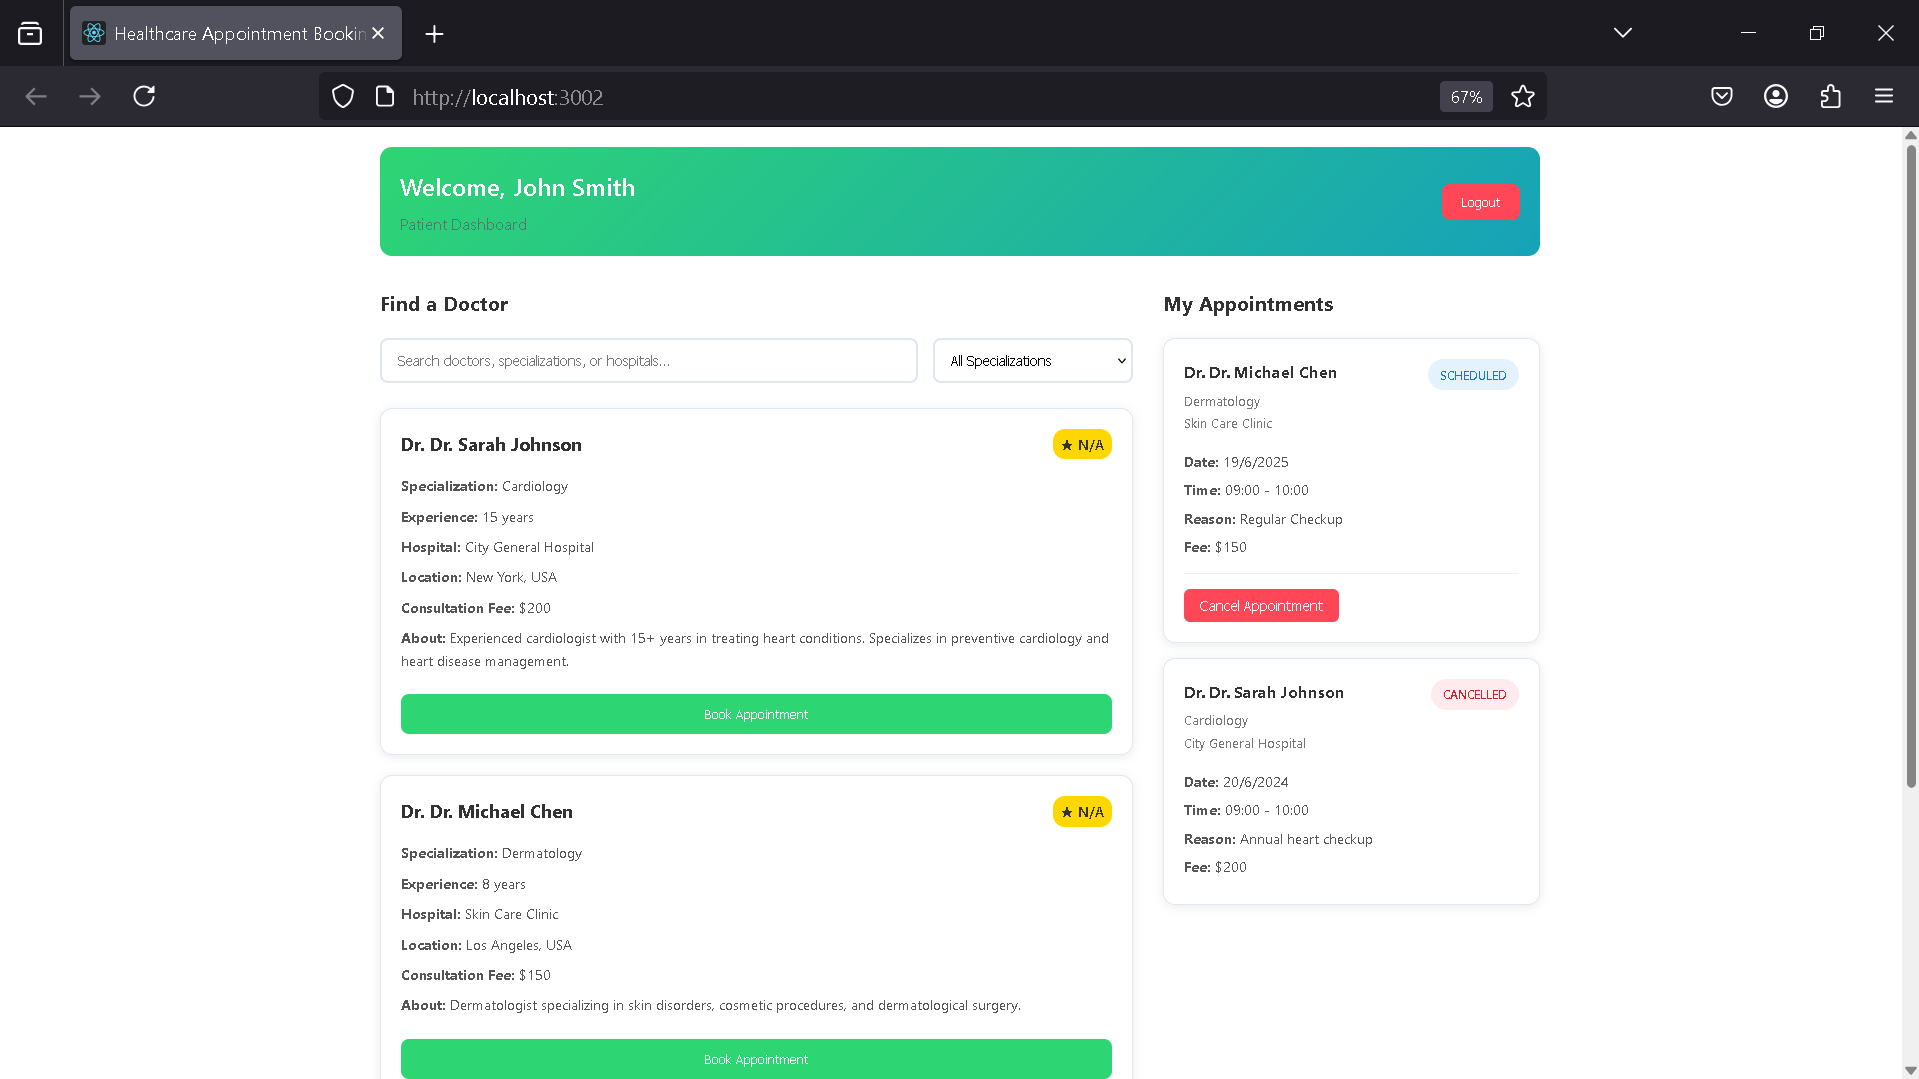 Healthcare Appointment Bookin
http://localhost:3002
67%
Welcome, John Smith
Patient Dashboard
Logout
Find a Doctor
Search doctors, specializations, or hospitals...
All Specializations
Dr. Dr. Sarah Johnson
★ N/A
Specialization: Cardiology
Experience: 15 years
Hospital: City General Hospital
Location: New York, USA
Consultation Fee: $200
About: Experienced cardiologist with 15+ years in treating heart conditions. Specializes in preventive cardiology and
heart disease management.
Book Appointment
Dr. Dr. Michael Chen
★ N/A
Specialization: Dermatology
Experience: 8 years
Hospital: Skin Care Clinic
Location: Los Angeles, USA
Consultation Fee: $150
About: Dermatologist specializing in skin disorders, cosmetic procedures, and dermatological surgery.
Book Appointment
My Appointments
Dr. Dr. Michael Chen
SCHEDULED
Dermatology
Skin Care Clinic
Date: 19/6/2025
Time: 09:00 - 10:00
Reason: Regular Checkup
Fee: $150
Cancel Appointment
Dr. Dr. Sarah Johnson
CANCELLED
Cardiology
City General Hospital
Date: 20/6/2024
Time: 09:00 - 10:00
Reason: Annual heart checkup
Fee: $200